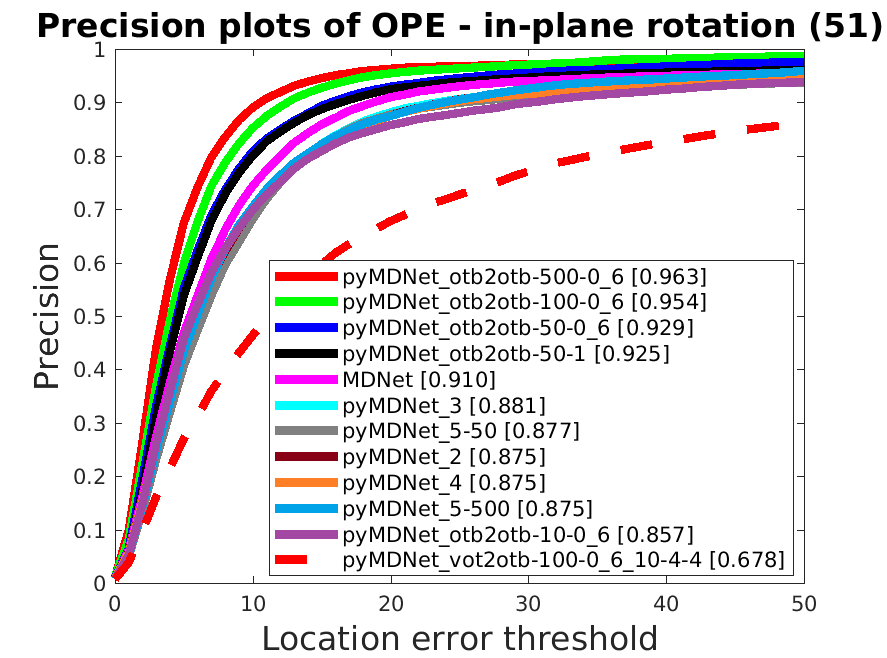 Precision plots of OPE - in-plane rotation (51)
1
0.9
0.8
0.7
0.6
0.5
0.4
0.3
0.2
0.1
0
Precision
pyMDNet_otb2otb-500-0_6 [0.963]
pyMDNet_otb2otb-100-0_6 [0.954]
pyMDNet_otb2otb-50-0_6 [0.929]
pyMDNet_otb2otb-50-1 [0.925]
MDNet [0.910]
pyMDNet_3 [0.881]
pyMDNet_5-50 [0.877]
pyMDNet_2 [0.875]
pyMDNet_4 [0.875]
pyMDNet_5-500 [0.875]
pyMDNet_otb2otb-10-0_6 [0.857]
pyMDNet_vot2otb-100-0_6_10-4-4 [0.678]
0 10 20 30 40 50
Location error threshold